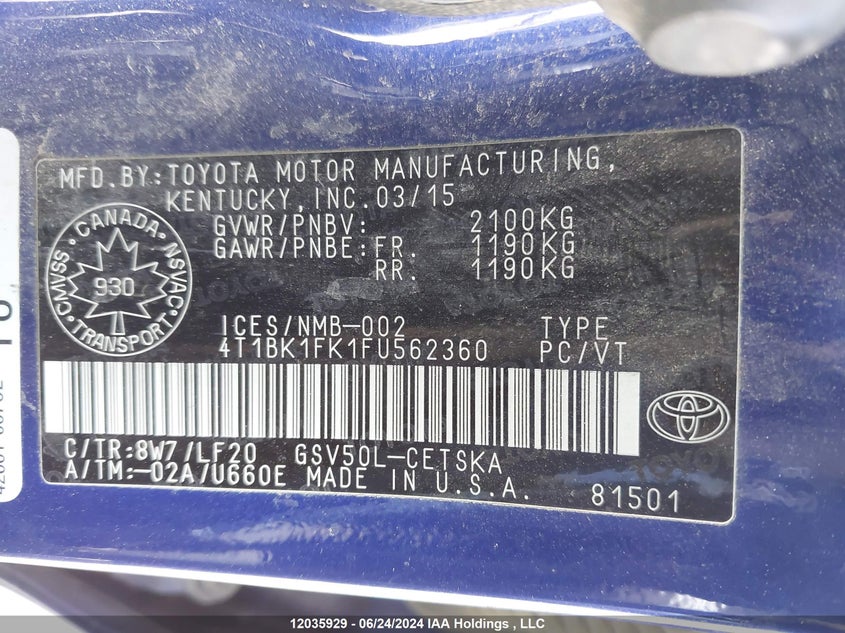 MFD.BY:TOYOTA MOTOR MANUFACTURING,
KENTUCKY,INC.03/15
GVWR/PNBV: 2100KG
GAWR/PNBE:FR. 1190KG
RR. 1190KG
CANADA
CMVSS • NSVAC
930
TRANSPORT
ICES/NMB-002 TYPE
4T1BK1FK1FU562360 PC/VT
C/TR:8W7/LF20 GSV50L-CETSKA
A/TM:-02A/U660E MADE IN U.S.A. 81501
12035929 - 06/24/2024 IAA Holdings , LLC